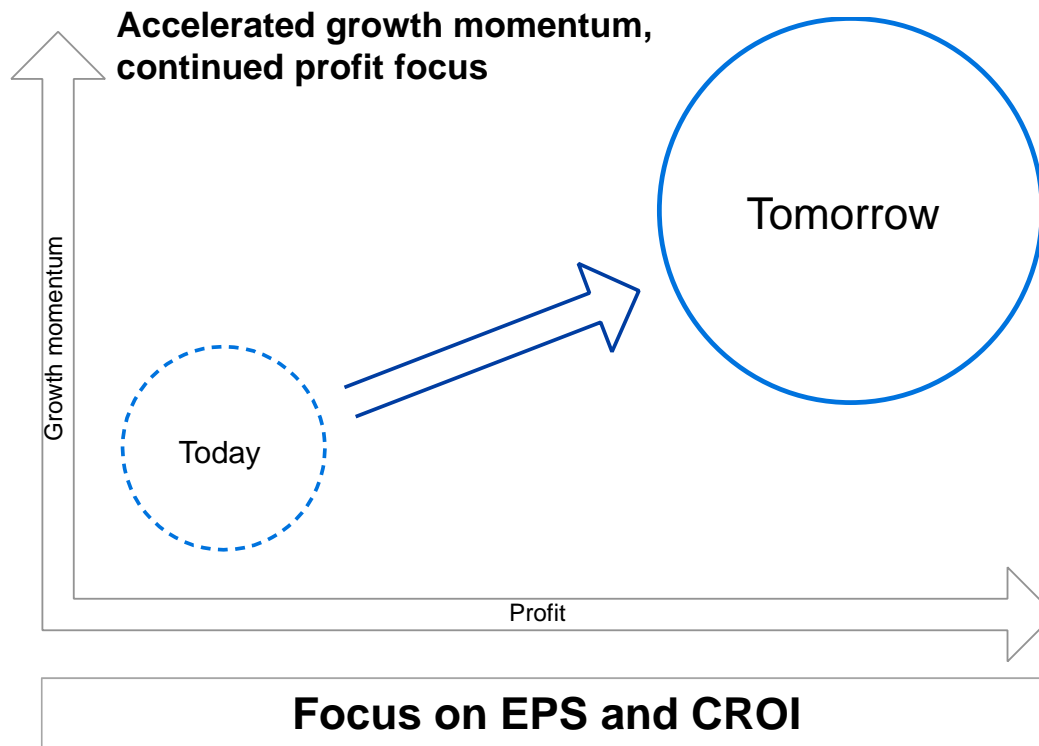 Accelerated growth momentum,
continued profit focus
Tomorrow
Growth momentum
Today
Profit
Focus on EPS and CROI